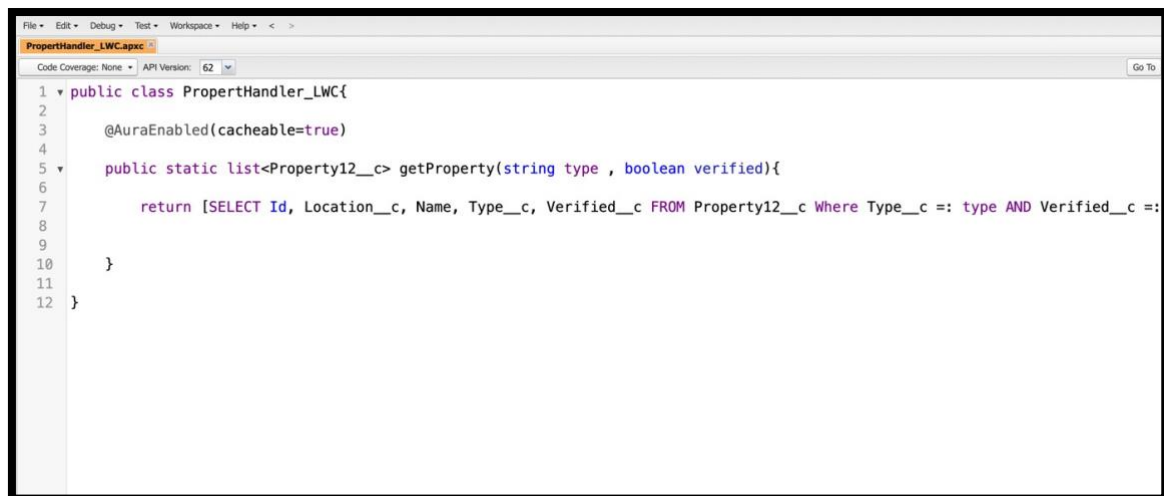 File Edit Debug Test Workspace Help < >
PropertHandler_LWC.apxc
Code Coverage: None API Version: 62 Go To
1 public class PropertHandler_LWC{
2
3 @AuraEnabled(cacheable=true)
4
5 public static list<Property12__c> getProperty(string type , boolean verified){
6
7 return [SELECT Id, Location__c, Name, Type__c, Verified__c FROM Property12__c Where Type__c =: type AND Verified__c =:
8
9
10 }
11
12 }